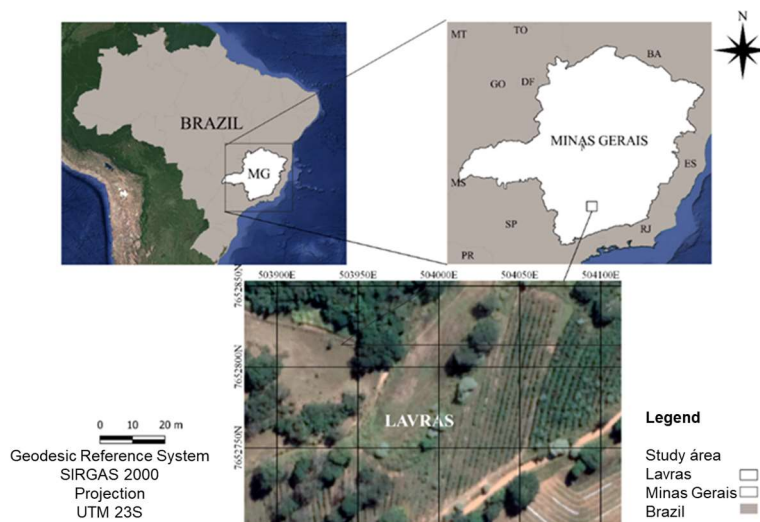 N
MT
TO
BA
GO
DF
BRAZIL
MINAS GERAIS
MG
ES
MS
SP
RJ
PR
503900E
503950E
504000E
504050E
504100E
7652850N
7652800N
7652750N
LAVRAS
0 10 20 m
Geodesic Reference System
SIRGAS 2000
Projection
UTM 23S
Legend
Study área
Lavras
Minas Gerais
Brazil